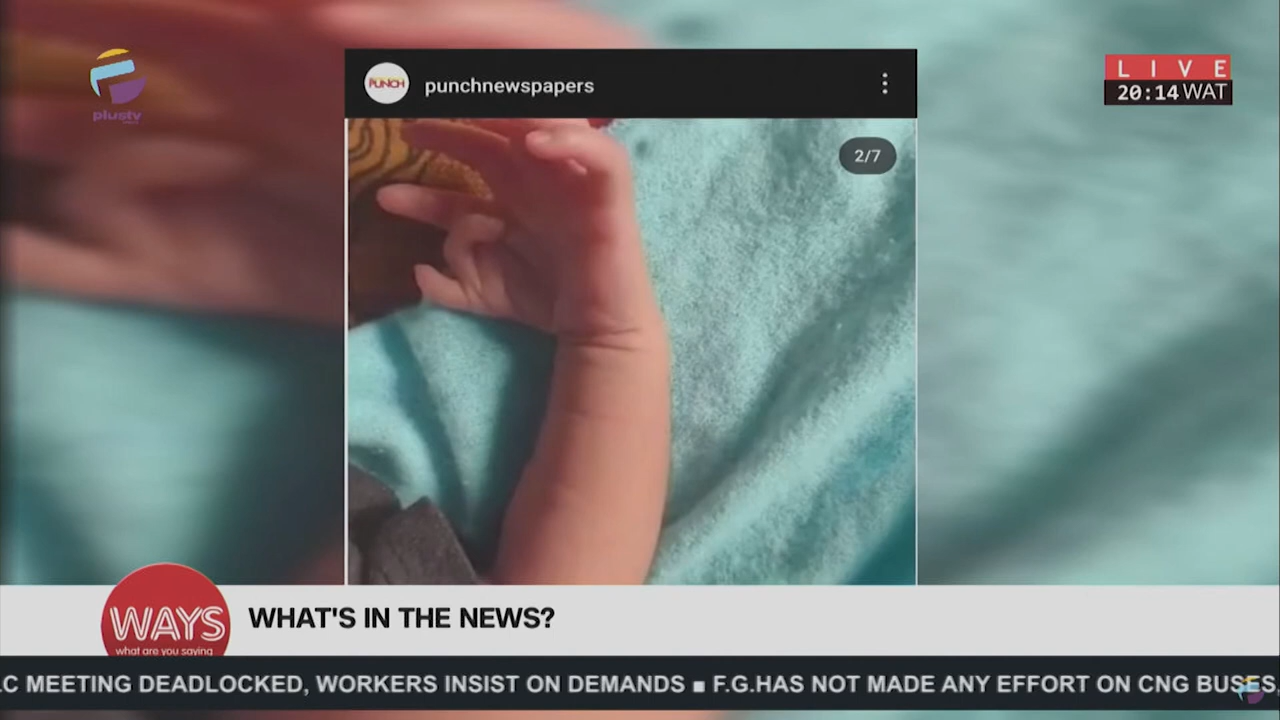 plustv
PUNCH
punchnewspapers
LIVE
20:14 WAT
2/7
WAYS
what are you saying
WHAT'S IN THE NEWS?
LC MEETING DEADLOCKED, WORKERS INSIST ON DEMANDS ■ F.G.HAS NOT MADE ANY EFFORT ON CNG BUSES,